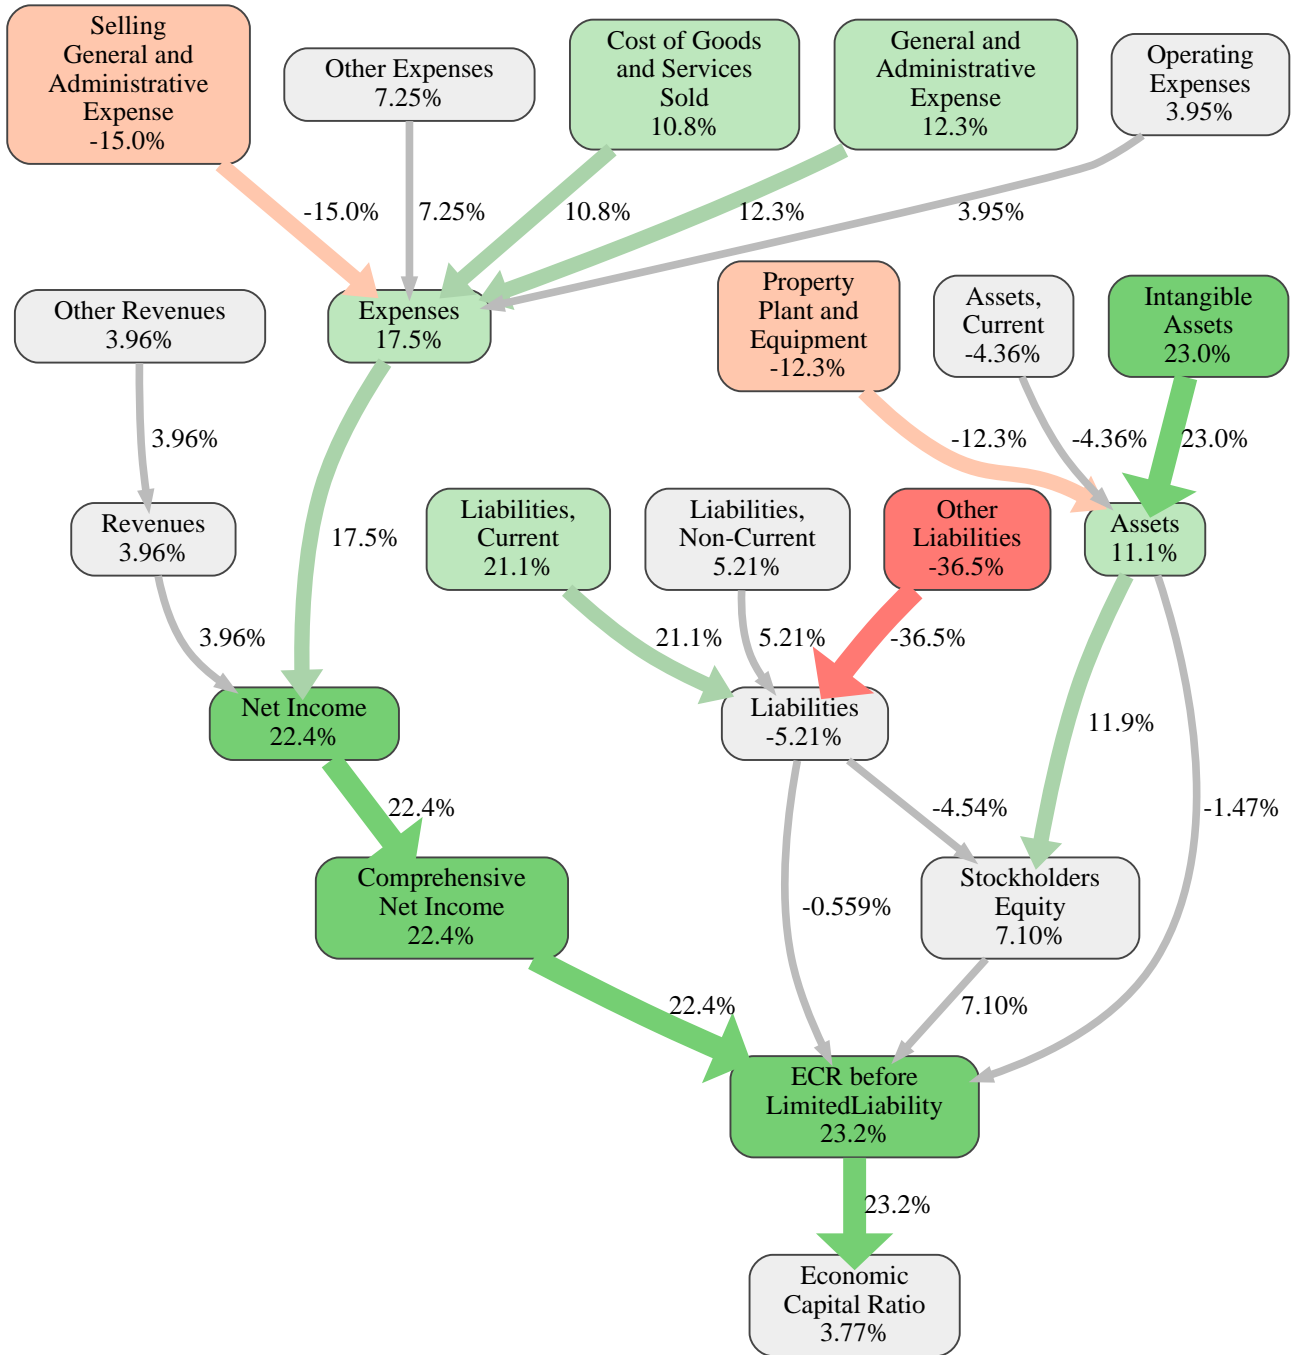 Selling
General and
Administrative
Expense
-15.0%
Other Expenses
7.25%
Cost of Goods
and Services
Sold
10.8%
General and
Administrative
Expense
12.3%
Operating
Expenses
3.95%
-15.0%
7.25%
10.8%
12.3%
3.95%
Other Revenues
3.96%
Expenses
17.5%
Property
Plant and
Equipment
-12.3%
Assets,
Current
-4.36%
Intangible
Assets
23.0%
3.96%
-12.3%
-4.36%
23.0%
Revenues
3.96%
17.5%
Liabilities,
Current
21.1%
Liabilities,
Non-Current
5.21%
Other
Liabilities
-36.5%
Assets
11.1%
3.96%
21.1%
5.21%
-36.5%
Net Income
22.4%
Liabilities
-5.21%
11.9%
22.4%
-4.54%
-1.47%
Comprehensive
Net Income
22.4%
-0.559%
Stockholders
Equity
7.10%
22.4%
7.10%
ECR before
LimitedLiability
23.2%
23.2%
Economic
Capital Ratio
3.77%